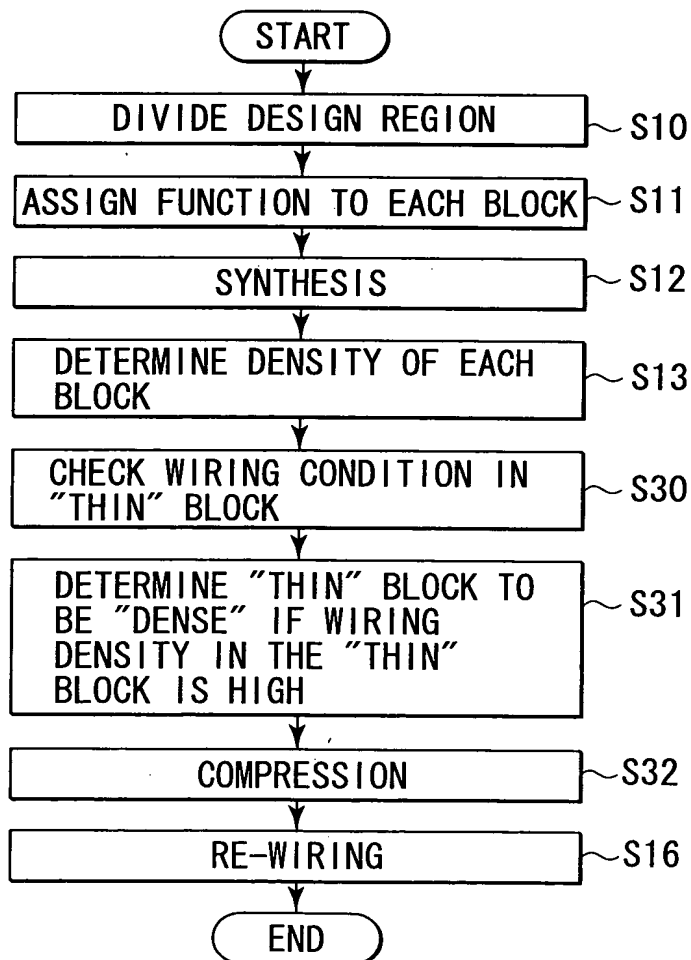 START
DIVIDE DESIGN REGION
S10
ASSIGN FUNCTION TO EACH BLOCK
S11
SYNTHESIS
S12
DETERMINE DENSITY OF EACH
BLOCK
S13
CHECK WIRING CONDITION IN
"THIN" BLOCK
S30
DETERMINE "THIN" BLOCK TO
BE "DENSE" IF WIRING
DENSITY IN THE "THIN"
BLOCK IS HIGH
S31
COMPRESSION
S32
RE-WIRING
S16
END